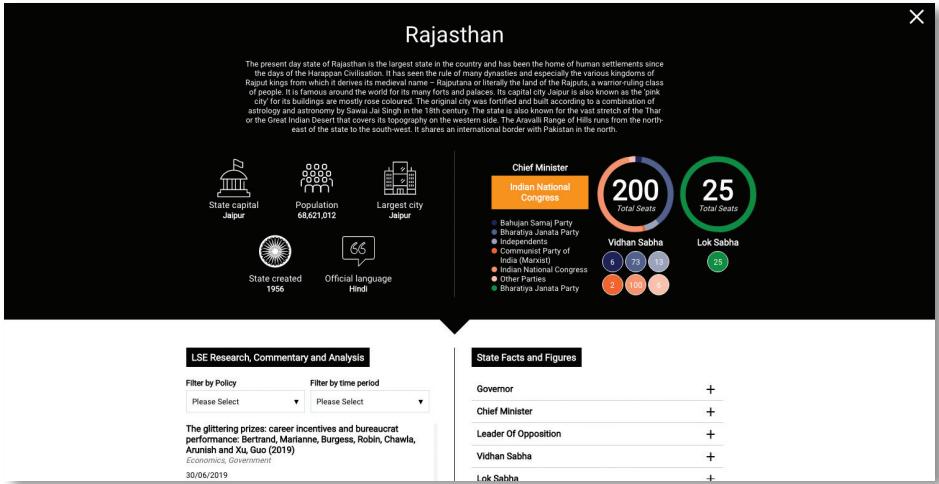 Rajasthan
The present day state of Rajasthan is the largest state in the country and has been the home of human settlements since
the days of the Harappan Civilisation. It has seen the rule of many dynasties and especially the various kingdoms of
Rajput kings from which it derives its medieval name – Rajputana or literally the land of the Rajputs, a warrior-ruling class
of people. It is famous around the world for its many forts and palaces. Its capital city Jaipur is also known as the 'pink
city' for its buildings are mostly rose coloured. The original city was fortified and built according to a combination of
astrology and astronomy by Sawai Jai Singh in the 18th century. The state is also known for the vast stretch of the Thar
or the Great Indian Desert that covers its topography on the western side. The Aravalli Range of Hills runs from the north-
east of the state to the south-west. It shares an international border with Pakistan in the north.
State capital
Jaipur
Population
68,621,012
Largest city
Jaipur
State created
1956
Official language
Hindi
Chief Minister
Indian National
Congress
Bahujan Samaj Party
Bharatiya Janata Party
Independents
Communist Party of
India (Marxist)
Indian National Congress
Other Parties
Bharatiya Janata Party
200
Total Seats
Vidhan Sabha
6 73 13
2 100 6
25
Total Seats
Lok Sabha
25
LSE Research, Commentary and Analysis
Filter by Policy
Please Select
Filter by time period
Please Select
The glittering prizes: career incentives and bureaucrat
performance: Bertrand, Marianne, Burgess, Robin, Chawla,
Arunish and Xu, Guo (2019)
Economics, Government
30/06/2019
State Facts and Figures
Governor +
Chief Minister +
Leader Of Opposition +
Vidhan Sabha +
Lok Sabha +